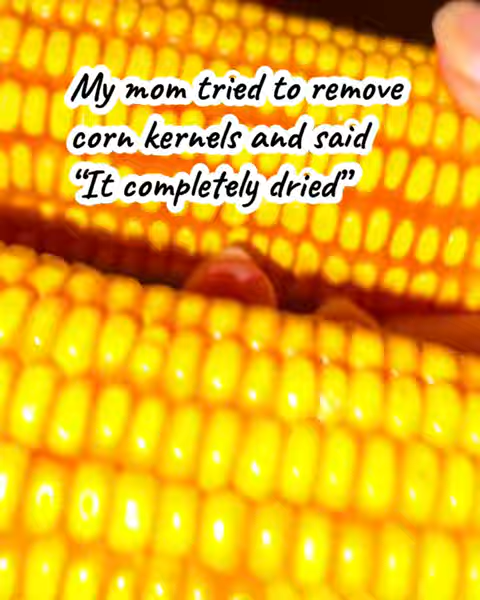 My mom tried to remove
corn kernels and said
“It completely dried”